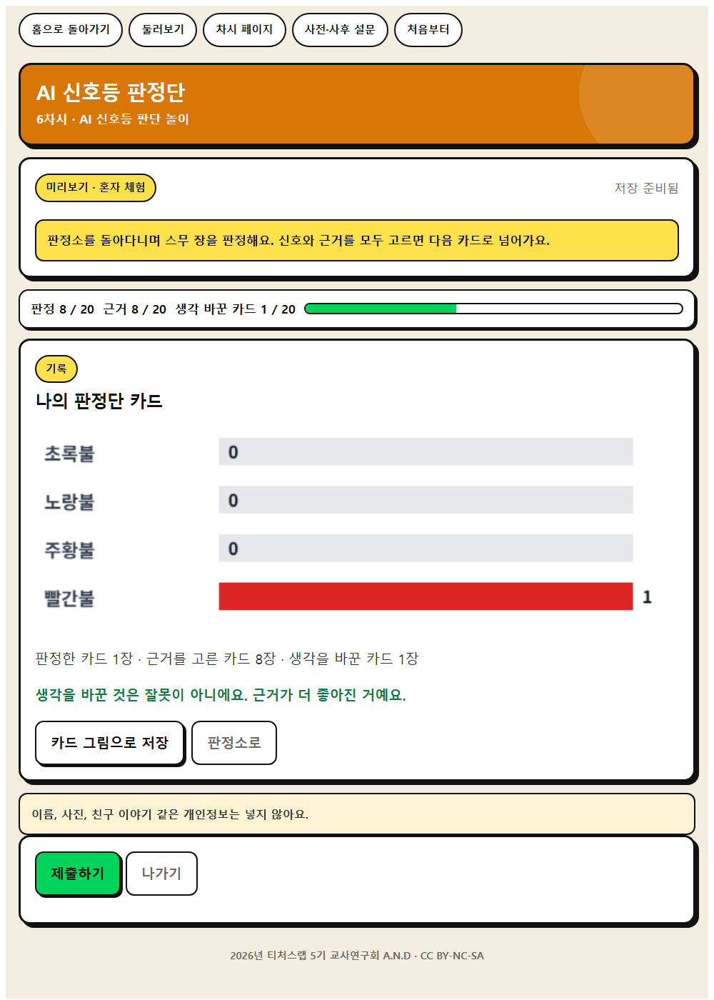 홈으로 돌아가기 둘러보기 차시 페이지 사전·사후 설문 처음부터
AI 신호등 판정단
6차시 · AI 신호등 판단 놀이
미리보기 · 혼자 체험 저장 준비됨
판정소를 돌아다니며 스무 장을 판정해요. 신호와 근거를 모두 고르면 다음 카드로 넘어가요.
판정 8 / 20 근거 8 / 20 생각 바꾼 카드 1 / 20
기록
나의 판정단 카드
초록불 0
노랑불 0
주황불 0
빨간불 1
판정한 카드 1장 · 근거를 고른 카드 8장 · 생각을 바꾼 카드 1장
생각을 바꾼 것은 잘못이 아니에요. 근거가 더 좋아진 거예요.
카드 그림으로 저장 판정소로
이름, 사진, 친구 이야기 같은 개인정보는 넣지 않아요.
제출하기 나가기
2026년 티처스랩 5기 교사연구회 A.N.D · CC BY-NC-SA